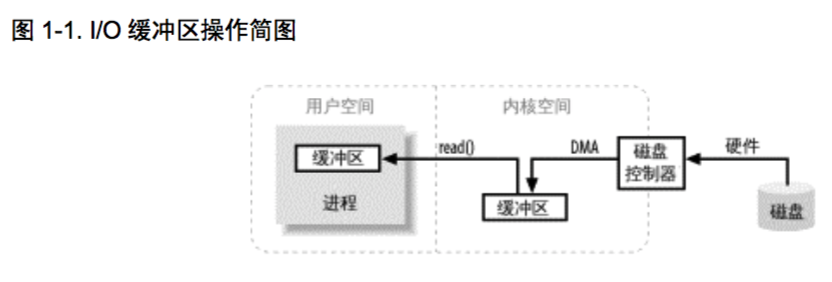 图 1-1. I/O 缓冲区操作简图
用户空间
内核空间
缓冲区
进程
read()
缓冲区
DMA
磁盘
控制器
硬件
磁盘